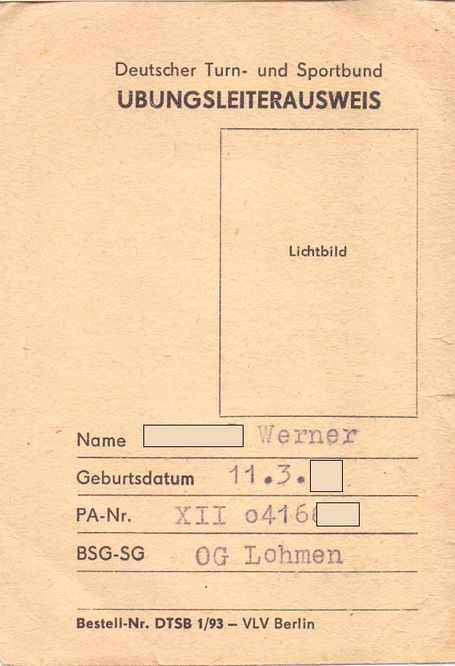 Deutscher Turn- und Sportbund
ÜBUNGSLEITERAUSWEIS
Lichtbild
Name Werner
Geburtsdatum 11.3.
PA-Nr. XII o416
BSG-SG OG Lohmen
Bestell-Nr. DTSB 1/93 – VLV Berlin